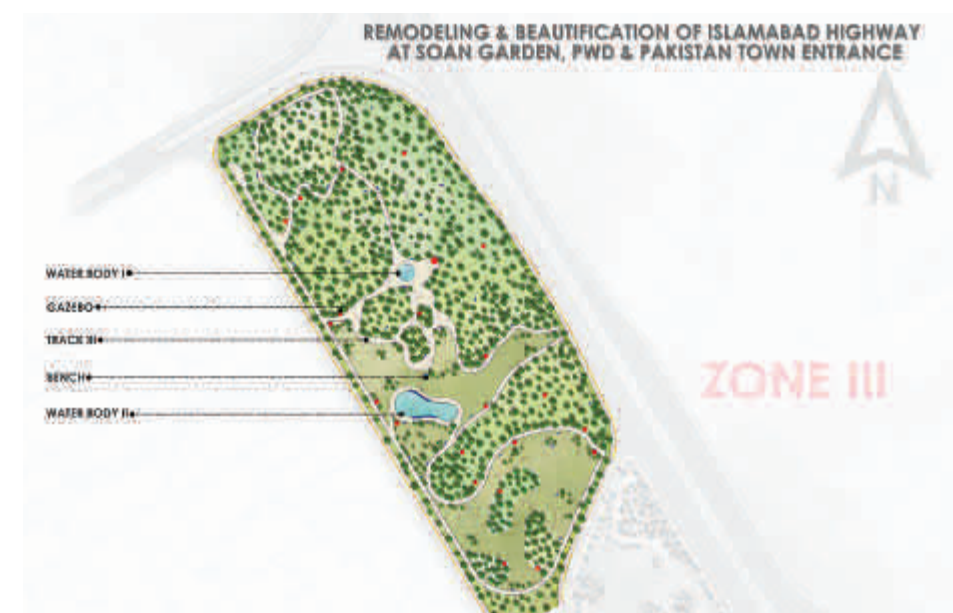 REMODELING & BEAUTIFICATION OF ISLAMABAD HIGHWAY
AT SOAN GARDEN, PWD & PAKISTAN TOWN ENTRANCE
N
WATER BODY I
GAZEBO
TRACK III
BENCH
WATER BODY II
ZONE III